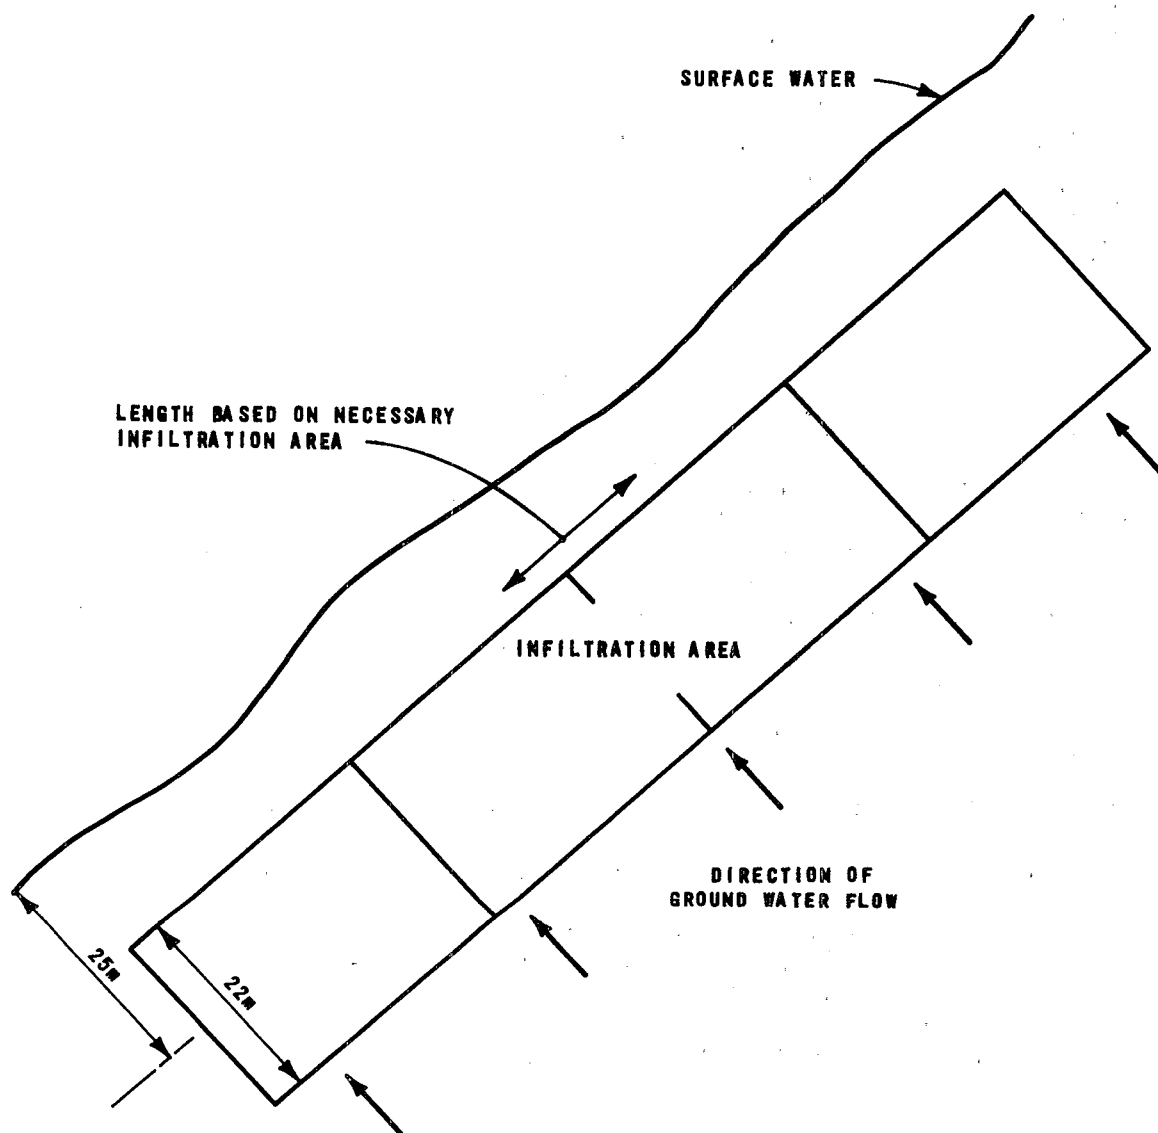 SURFACE WATER
LENGTH BASED ON NECESSARY
INFILTRATION AREA
INFILTRATION AREA
DIRECTION OF
GROUND WATER FLOW
25m
22m